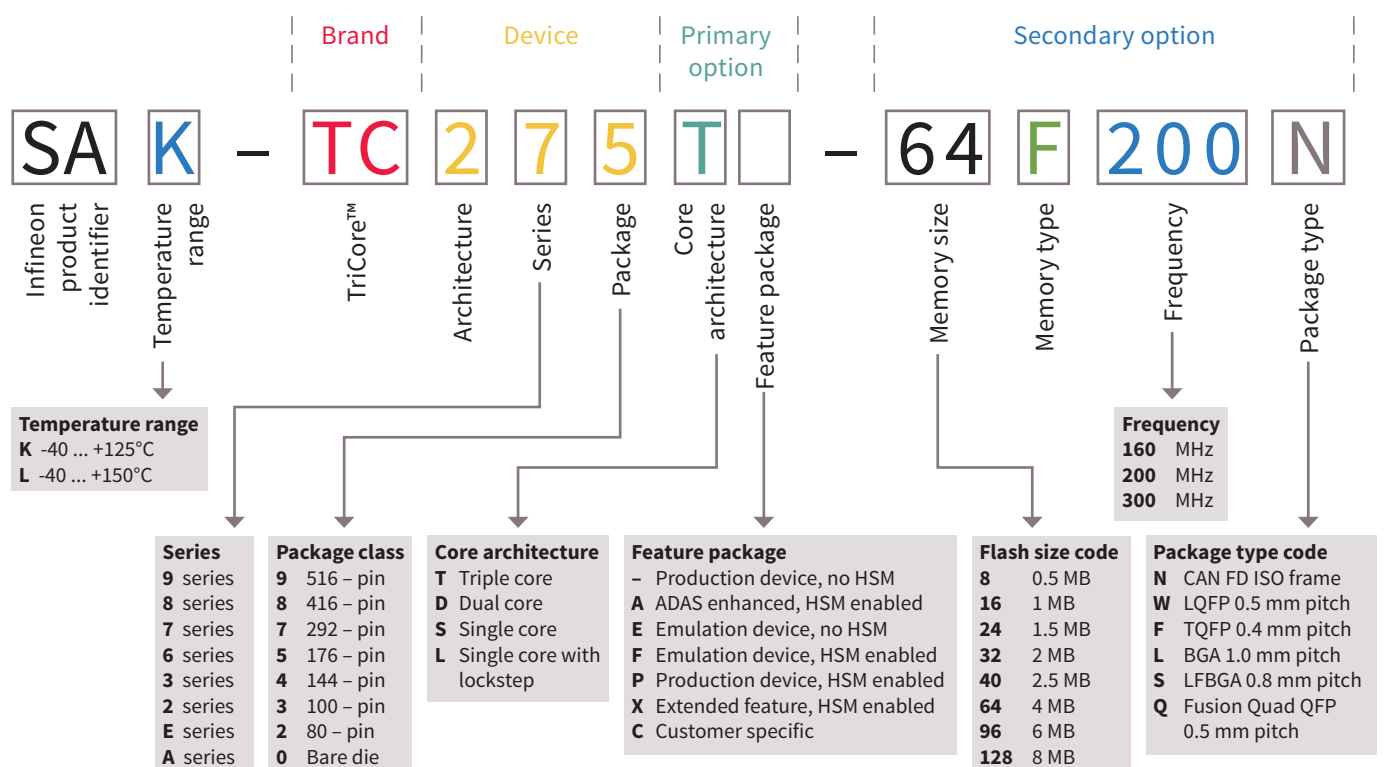 Brand
Device
Primary
option
Secondary option
SA K – TC 2 7 5 T – 64 F 200 N
Infineon
product
identifier
Temperature
range
TriCore™
Architecture
Series
Package
Core
architecture
Feature package
Memory size
Memory type
Frequency
Package type
Temperature range
K -40 ... +125°C
L -40 ... +150°C
Frequency
160 MHz
200 MHz
300 MHz
Series
9 series
8 series
7 series
6 series
3 series
2 series
E series
A series
Package class
9 516 – pin
8 416 – pin
7 292 – pin
5 176 – pin
4 144 – pin
3 100 – pin
2 80 – pin
0 Bare die
Core architecture
T Triple core
D Dual core
S Single core
L Single core with
lockstep
Feature package
– Production device, no HSM
A ADAS enhanced, HSM enabled
E Emulation device, no HSM
F Emulation device, HSM enabled
P Production device, HSM enabled
X Extended feature, HSM enabled
C Customer specific
Flash size code
8 0.5 MB
16 1 MB
24 1.5 MB
32 2 MB
40 2.5 MB
64 4 MB
96 6 MB
128 8 MB
Package type code
N CAN FD ISO frame
W LQFP 0.5 mm pitch
F TQFP 0.4 mm pitch
L BGA 1.0 mm pitch
S LFBGA 0.8 mm pitch
Q Fusion Quad QFP
0.5 mm pitch